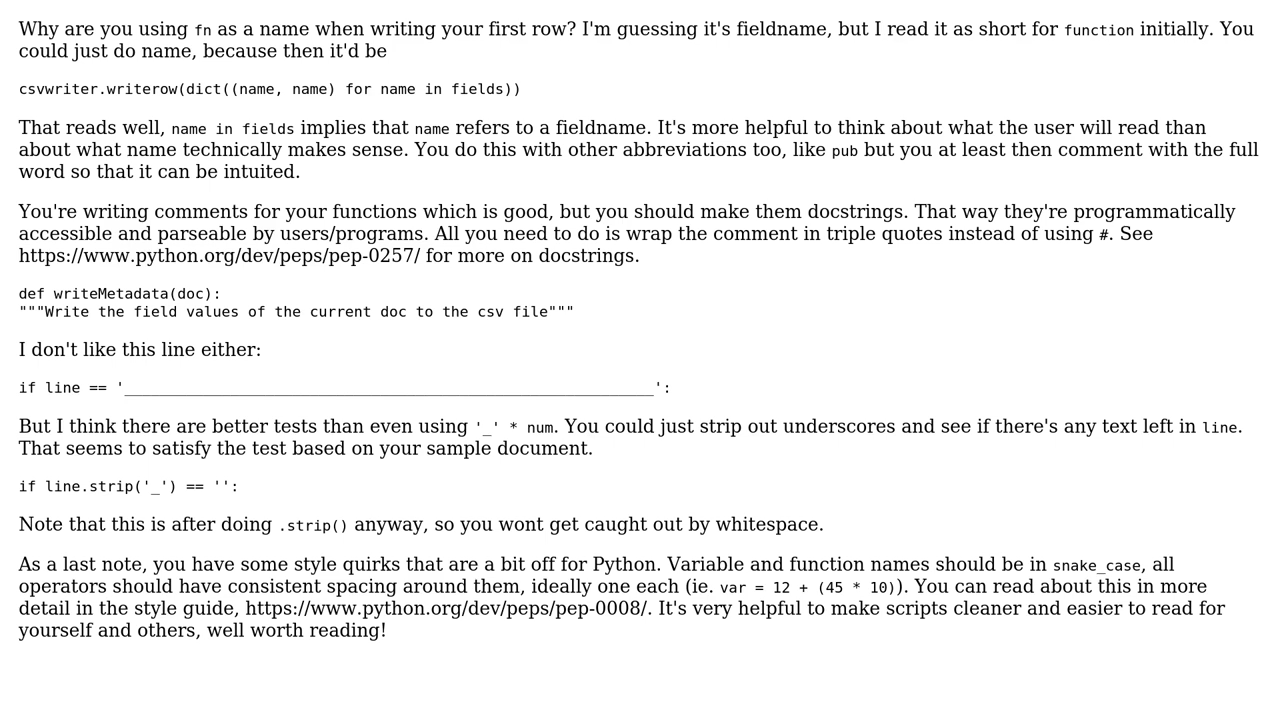 Why are you using fn as a name when writing your first row? I'm guessing it's fieldname, but I read it as short for function initially. You
could just do name, because then it'd be
csvwriter.writerow(dict((name, name) for name in fields))
That reads well, name in fields implies that name refers to a fieldname. It's more helpful to think about what the user will read than
about what name technically makes sense. You do this with other abbreviations too, like pub but you at least then comment with the full
word so that it can be intuited.
You're writing comments for your functions which is good, but you should make them docstrings. That way they're programmatically
accessible and parseable by users/programs. All you need to do is wrap the comment in triple quotes instead of using #. See
https://www.python.org/dev/peps/pep-0257/ for more on docstrings.
def writeMetadata(doc):
"""Write the field values of the current doc to the csv file"""
I don't like this line either:
if line == '____________________________________________________________':
But I think there are better tests than even using '_' * num. You could just strip out underscores and see if there's any text left in line.
That seems to satisfy the test based on your sample document.
if line.strip('_') == '':
Note that this is after doing .strip() anyway, so you wont get caught out by whitespace.
As a last note, you have some style quirks that are a bit off for Python. Variable and function names should be in snake_case, all
operators should have consistent spacing around them, ideally one each (ie. var = 12 + (45 * 10)). You can read about this in more
detail in the style guide, https://www.python.org/dev/peps/pep-0008/. It's very helpful to make scripts cleaner and easier to read for
yourself and others, well worth reading!